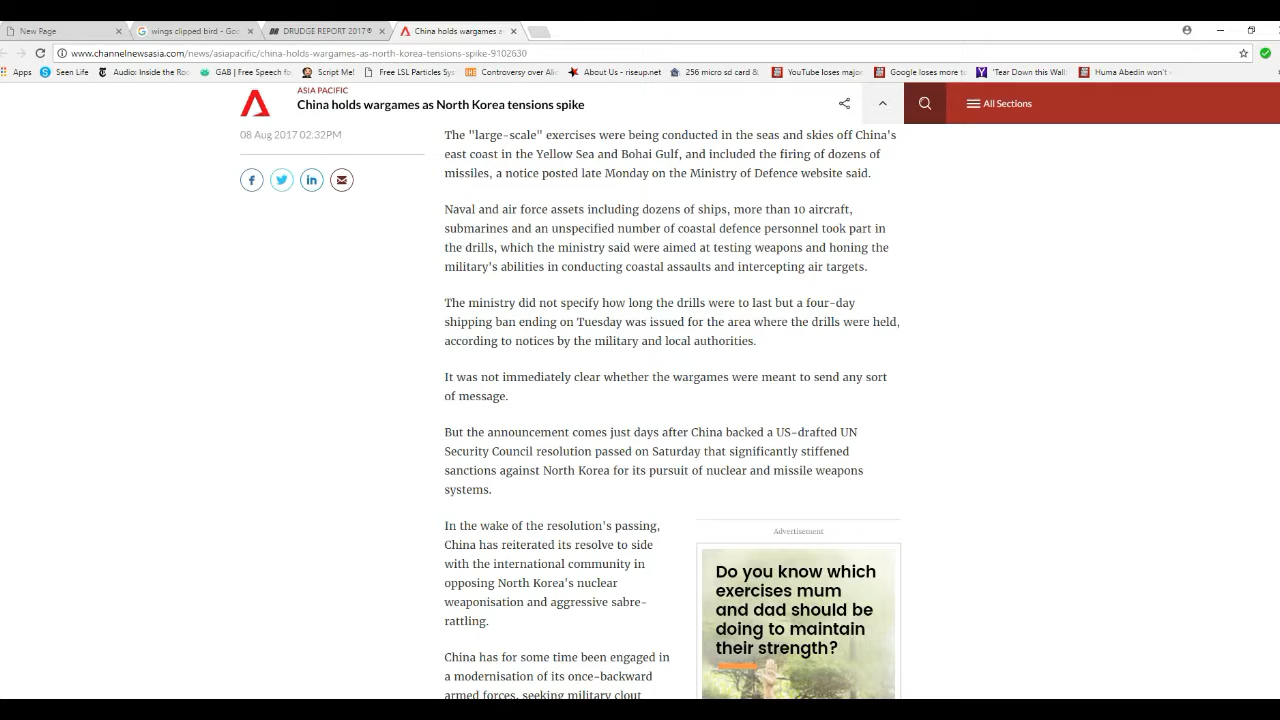 New Page
wings clipped bird - Goo
DRUDGE REPORT 2017®
China holds wargames a
www.channelnewsasia.com/news/asiapacific/china-holds-wargames-as-north-korea-tensions-spike-9102630
Apps
Seen Life
Audio: Inside the Roo
GAB | Free Speech fo
Script Me!
Free LSL Particles Sys
Controversy over Alic
About Us - riseup.net
256 micro sd card &
YouTube loses major
Google loses more to
'Tear Down this Wall
Huma Abedin won't
ASIA PACIFIC
China holds wargames as North Korea tensions spike
All Sections
08 Aug 2017 02:32PM
The "large-scale" exercises were being conducted in the seas and skies off China's
east coast in the Yellow Sea and Bohai Gulf, and included the firing of dozens of
missiles, a notice posted late Monday on the Ministry of Defence website said.
Naval and air force assets including dozens of ships, more than 10 aircraft,
submarines and an unspecified number of coastal defence personnel took part in
the drills, which the ministry said were aimed at testing weapons and honing the
military's abilities in conducting coastal assaults and intercepting air targets.
The ministry did not specify how long the drills were to last but a four-day
shipping ban ending on Tuesday was issued for the area where the drills were held,
according to notices by the military and local authorities.
It was not immediately clear whether the wargames were meant to send any sort
of message.
But the announcement comes just days after China backed a US-drafted UN
Security Council resolution passed on Saturday that significantly stiffened
sanctions against North Korea for its pursuit of nuclear and missile weapons
systems.
In the wake of the resolution's passing,
China has reiterated its resolve to side
with the international community in
opposing North Korea's nuclear
weaponisation and aggressive sabre-
rattling.
China has for some time been engaged in
a modernisation of its once-backward
armed forces, seeking military clout
Advertisement
Do you know which
exercises mum
and dad should be
doing to maintain
their strength?